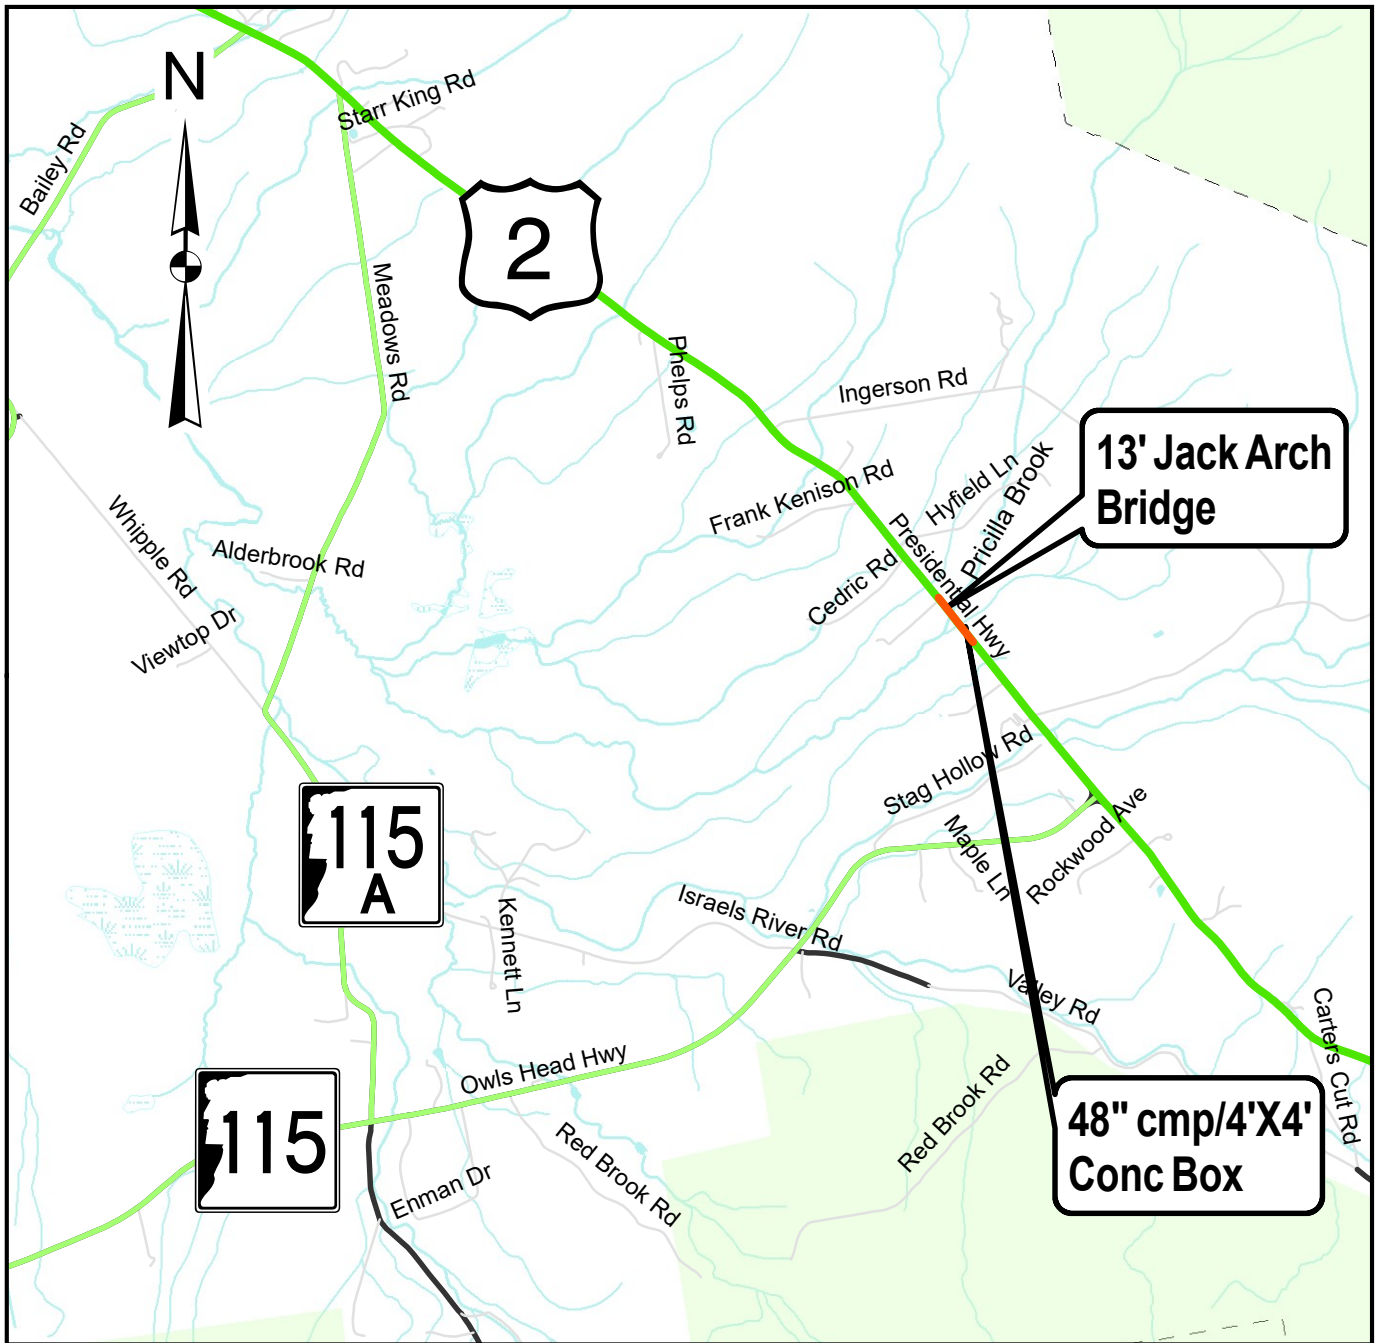 N
Starr King Rd
Bailey Rd
2
Meadows Rd
Phelps Rd
Ingerson Rd
13' Jack Arch
Bridge
Hyfield Ln
Pricilla Brook
Frank Kenison Rd
Presidential Hwy
Cedric Rd
Whipple Rd
Alderbrook Rd
Viewtop Dr
Stag Hollow Rd
115
A
Maple Ln
Rockwood Ave
Israels River Rd
Kennett Ln
Valley Rd
Carters Cut Rd
Owls Head Hwy
Red Brook Rd
48" cmp/4'X4'
Conc Box
115
Red Brook Rd
Enman Dr